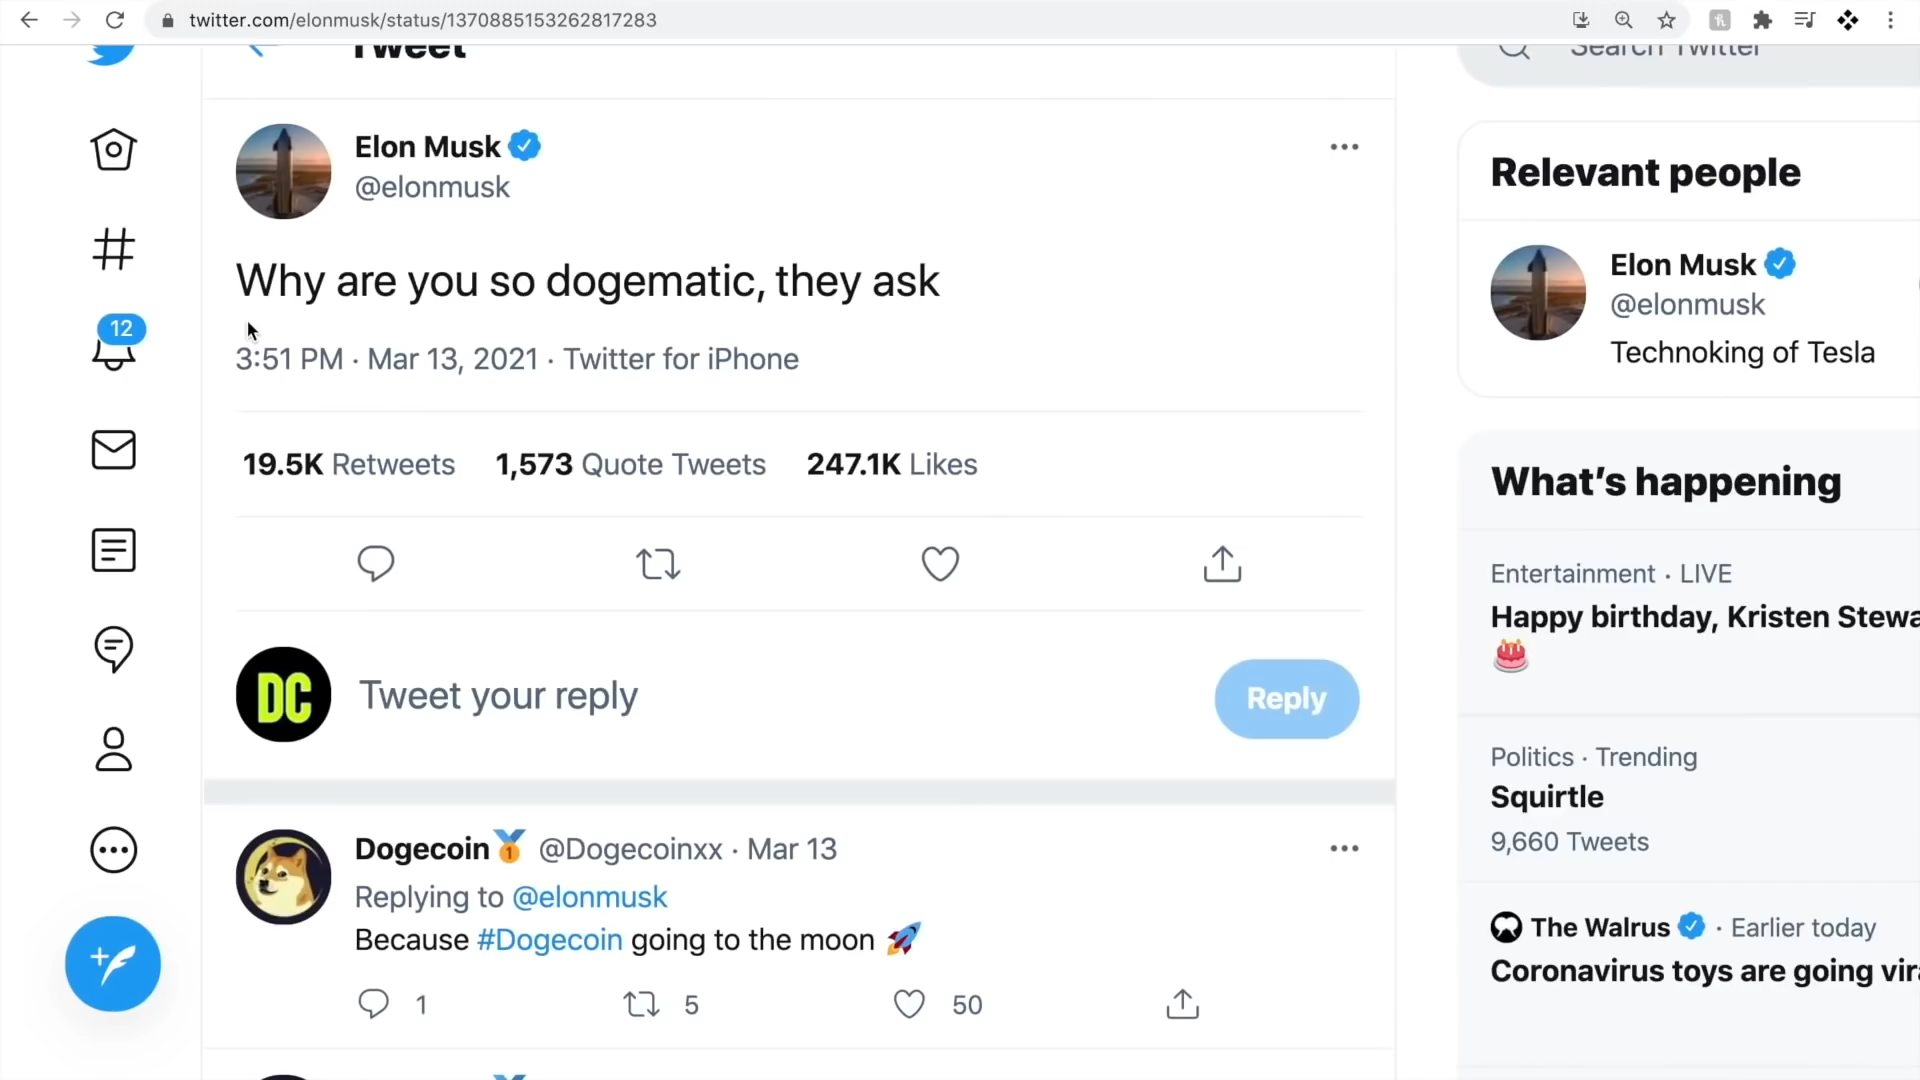 twitter.com/elonmusk/status/1370885153262817283
Tweet
Search Twitter
Elon Musk
@elonmusk
Why are you so dogematic, they ask
3:51 PM · Mar 13, 2021 · Twitter for iPhone
19.5K Retweets 1,573 Quote Tweets 247.1K Likes
DC
Tweet your reply
Reply
Dogecoin @Dogecoinxx · Mar 13
Replying to @elonmusk
Because #Dogecoin going to the moon
1 5 50
12
Relevant people
Elon Musk
@elonmusk
Technoking of Tesla
What's happening
Entertainment · LIVE
Happy birthday, Kristen Stewa
Politics · Trending
Squirtle
9,660 Tweets
The Walrus · Earlier today
Coronavirus toys are going vira